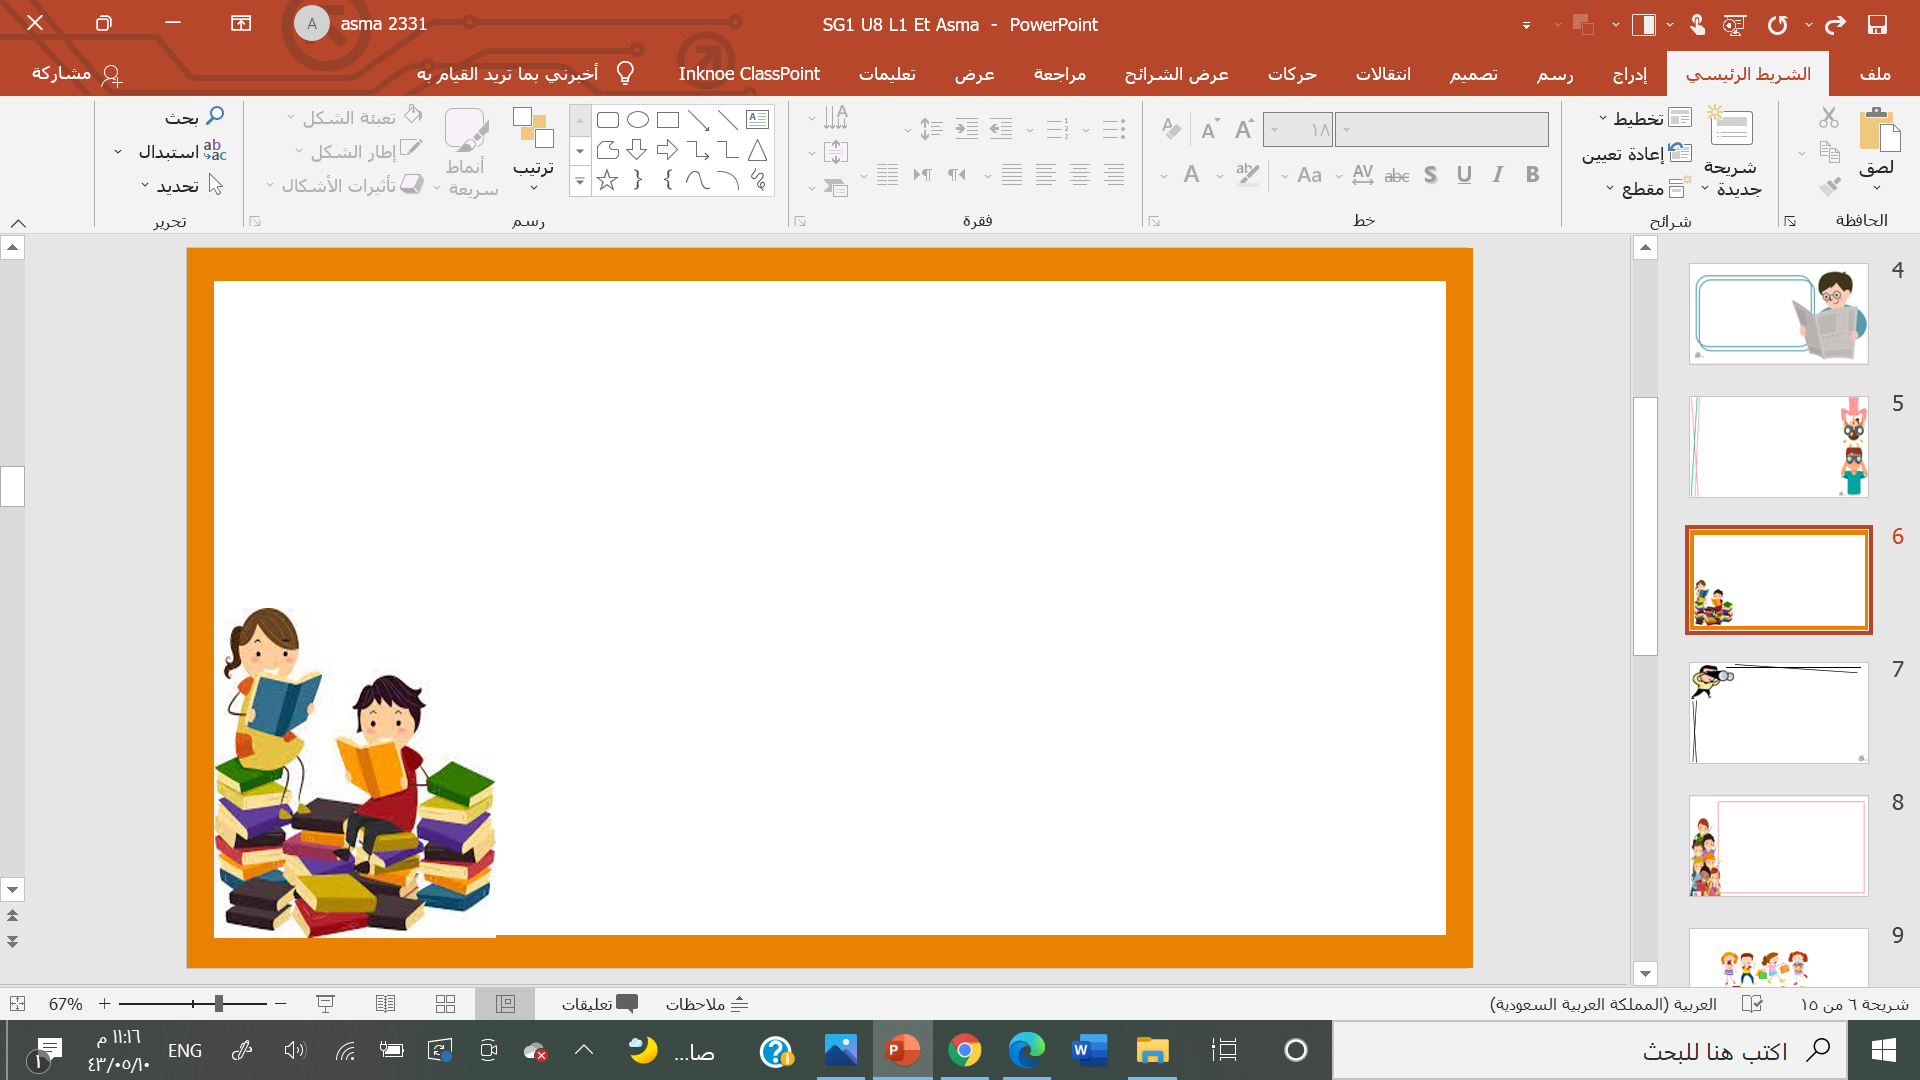 asma 2331
SG1 U8 L1 Et Asma - PowerPoint
ملف
الشريط الرئيسي
إدراج
رسم
تصميم
انتقالات
حركات
عرض الشرائح
مراجعة
عرض
تعليمات
Inknoe ClassPoint
أخبرني بما تريد القيام به
مشاركة
لصق
الحافظة
شريحة
جديدة
تخطيط
إعادة تعيين
مقطع
شرائح
١٨
خط
فقرة
ترتيب
أنماط
سريعة
تعبئة الشكل
إطار الشكل
تأثيرات الأشكال
رسم
بحث
استبدال
تحديد
تحرير
4
5
6
7
8
9
شريحة ٦ من ١٥
العربية (المملكة العربية السعودية)
ملاحظات
تعليقات
67%
اكتب هنا للبحث
صا...
ENG
١١:١٦ م
٤٣/٠٥/١٠
١